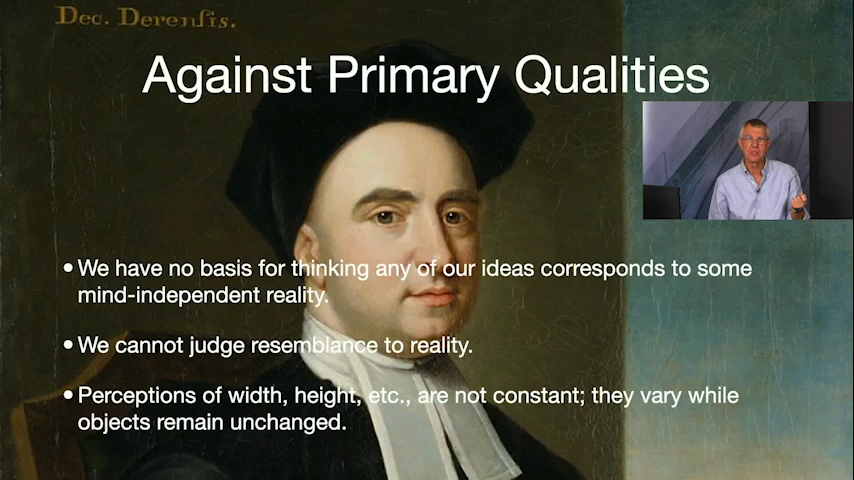 Dec. Derenſis.
Against Primary Qualities
• We have no basis for thinking any of our ideas corresponds to some
mind-independent reality.
• We cannot judge resemblance to reality.
• Perceptions of width, height, etc., are not constant; they vary while
objects remain unchanged.